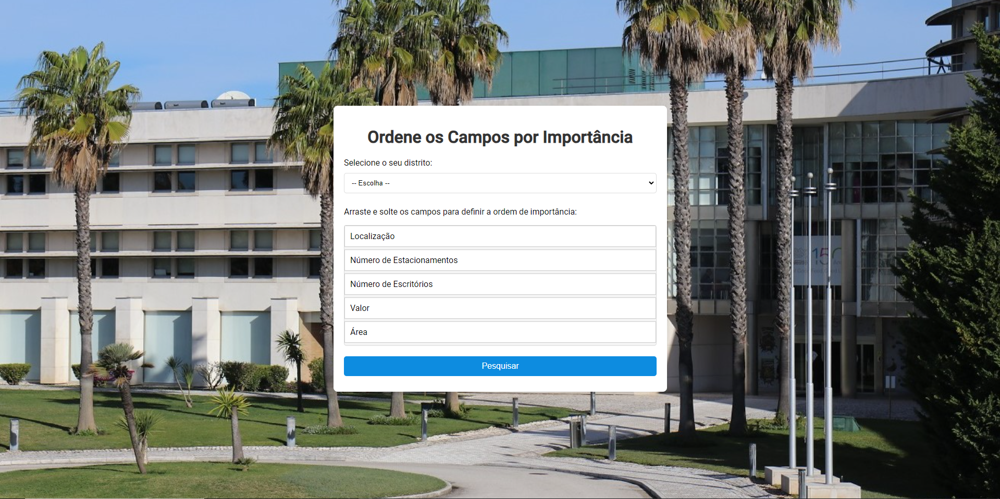 Ordene os Campos por Importância
Selecione o seu distrito:
-- Escolha --
Arraste e solte os campos para definir a ordem de importância:
Localização
Número de Estacionamentos
Número de Escritórios
Valor
Área
Pesquisar
150